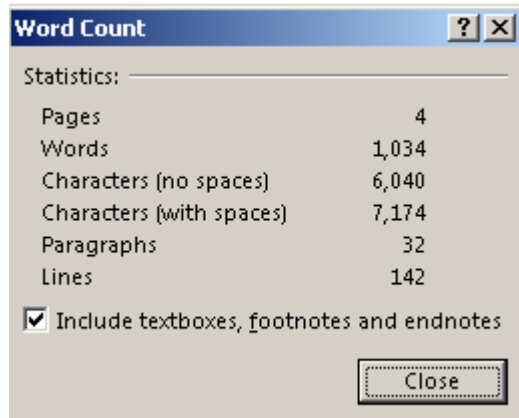 Word Count
Statistics:
Pages 4
Words 1,034
Characters (no spaces) 6,040
Characters (with spaces) 7,174
Paragraphs 32
Lines 142
Include textboxes, footnotes and endnotes
Close